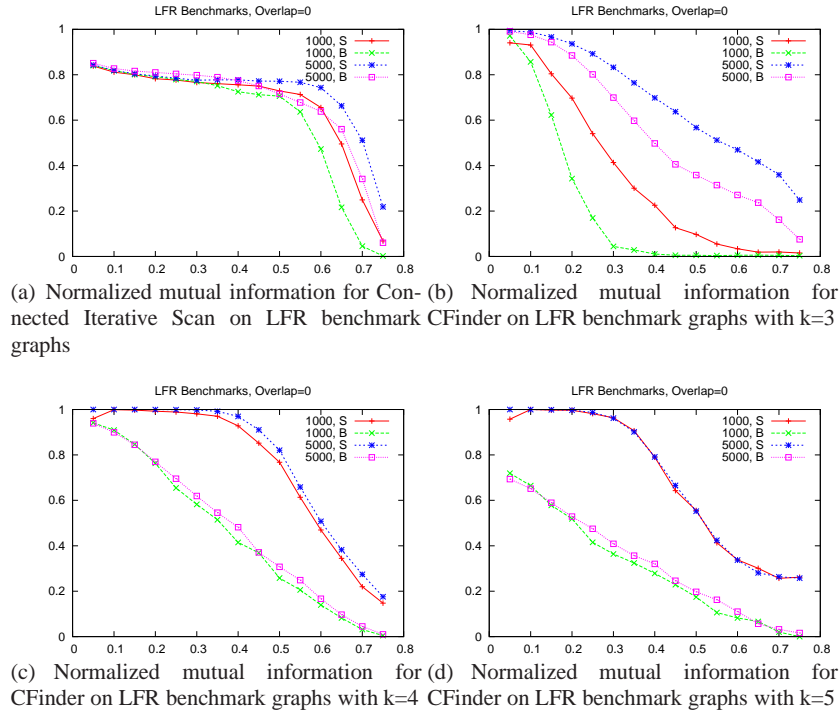 LFR Benchmarks, Overlap=0
1
0.8
0.6
0.4
0.2
0
0.1 0.2 0.3 0.4 0.5 0.6 0.7 0.8
1000, S
1000, B
5000, S
5000, B
(a) Normalized mutual information for Con-
nected Iterative Scan on LFR benchmark
graphs
LFR Benchmarks, Overlap=0
1
0.8
0.6
0.4
0.2
0
0.1 0.2 0.3 0.4 0.5 0.6 0.7 0.8
1000, S
1000, B
5000, S
5000, B
(b) Normalized mutual information for
CFinder on LFR benchmark graphs with k=3
LFR Benchmarks, Overlap=0
1
0.8
0.6
0.4
0.2
0
0.1 0.2 0.3 0.4 0.5 0.6 0.7 0.8
1000, S
1000, B
5000, S
5000, B
(c) Normalized mutual information for
CFinder on LFR benchmark graphs with k=4
LFR Benchmarks, Overlap=0
1
0.8
0.6
0.4
0.2
0
0.1 0.2 0.3 0.4 0.5 0.6 0.7 0.8
1000, S
1000, B
5000, S
5000, B
(d) Normalized mutual information for
CFinder on LFR benchmark graphs with k=5